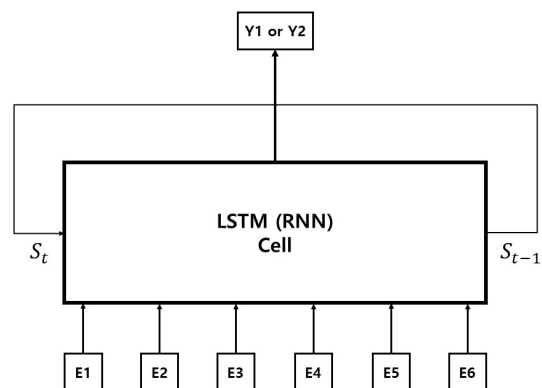 Y1 or Y2
LSTM (RNN)
Cell
S_t
S_{t-1}
E1
E2
E3
E4
E5
E6